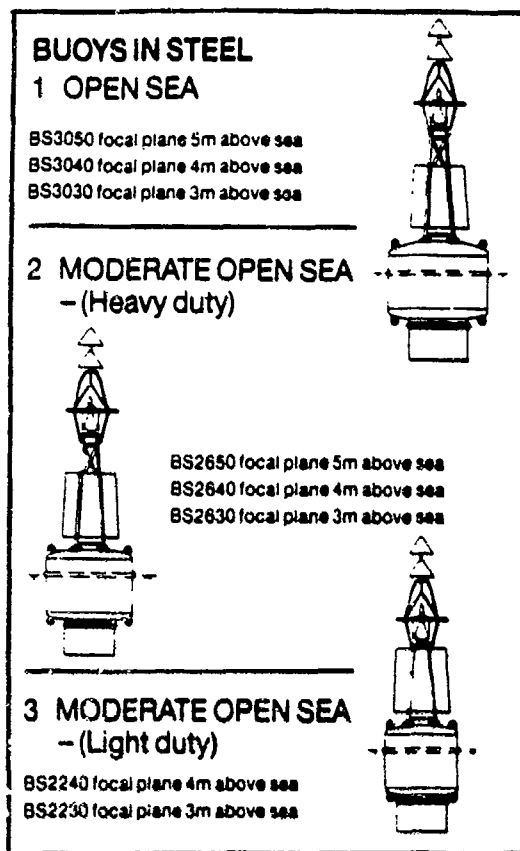 BUOYS IN STEEL
1 OPEN SEA
BS3050 focal plane 5m above sea
BS3040 focal plane 4m above sea
BS3030 focal plane 3m above sea
2 MODERATE OPEN SEA
– (Heavy duty)
BS2650 focal plane 5m above sea
BS2640 focal plane 4m above sea
BS2630 focal plane 3m above sea
3 MODERATE OPEN SEA
– (Light duty)
BS2240 focal plane 4m above sea
BS2230 focal plane 3m above sea